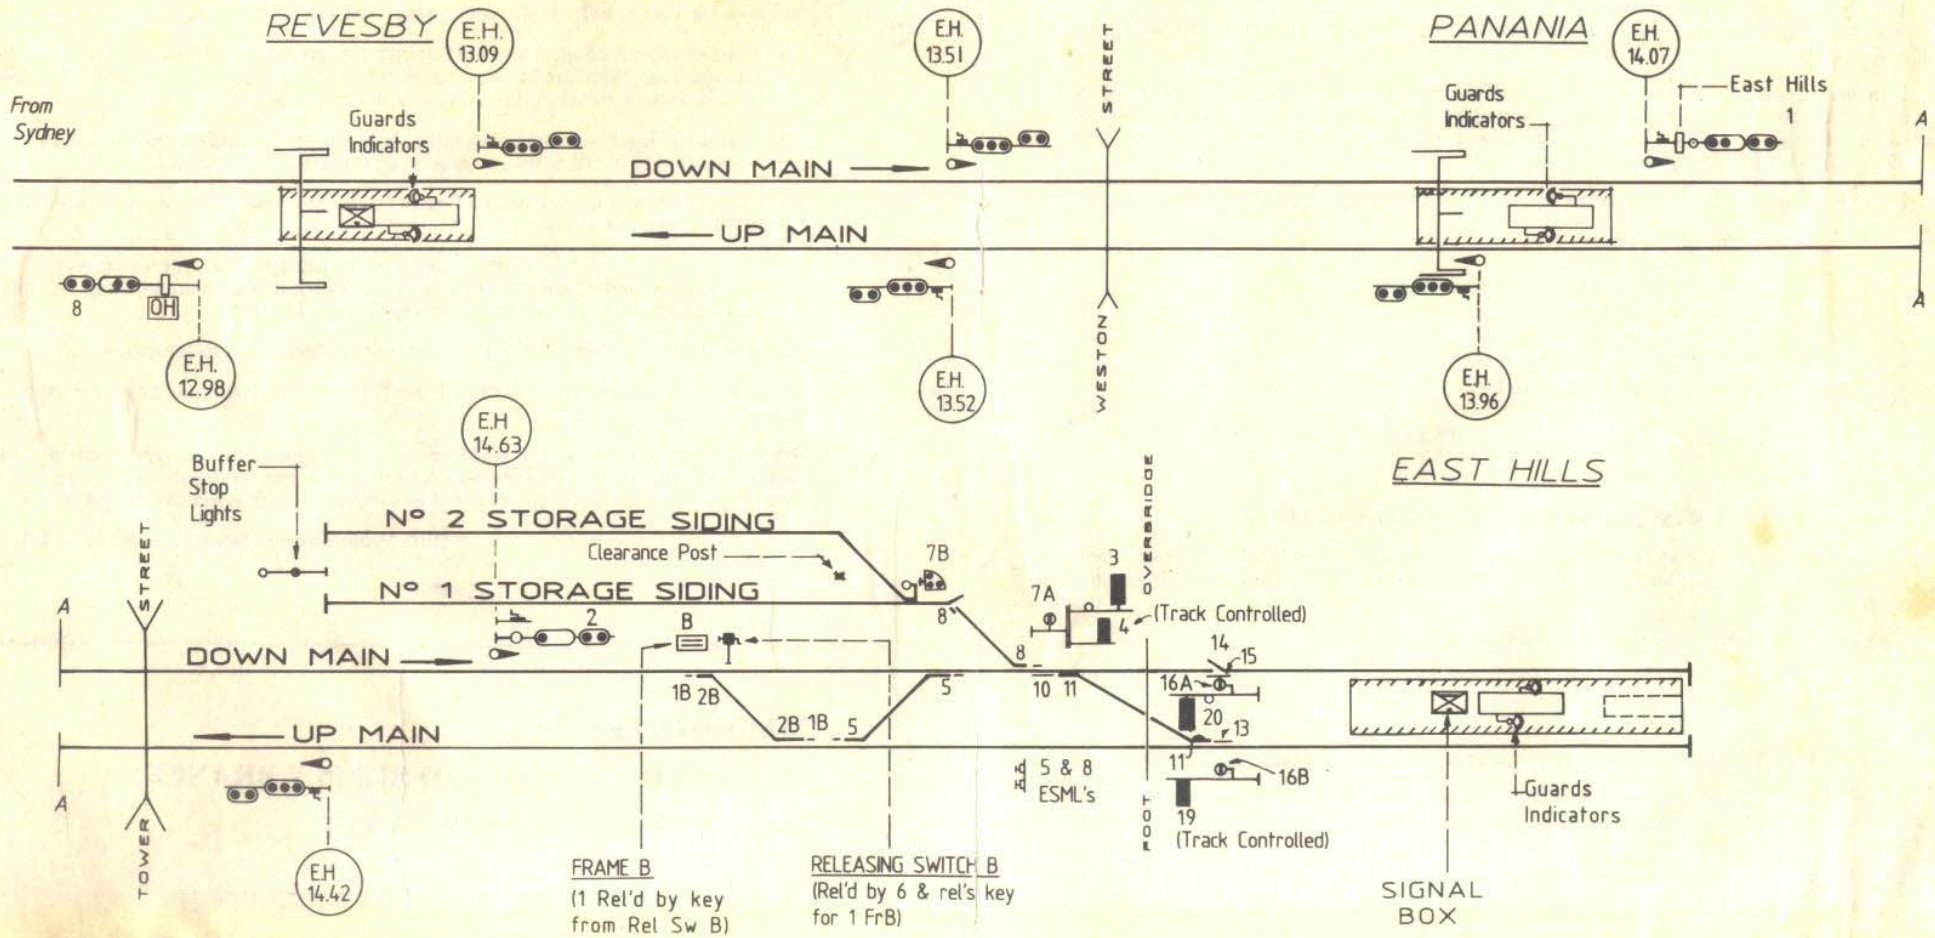 REVESBY
E.H.
13.09
E.H.
13.51
PANANIA
E.H.
14.07
East Hills
1
From
Sydney
Guards
Indicators
STREET
Guards
Indicators
A
DOWN MAIN
UP MAIN
8
OH
E.H.
12.98
E.H.
13.52
WESTON
E.H.
13.96
A
E.H
14.63
Buffer
Stop
Lights
EAST HILLS
STREET
Nº 2 STORAGE SIDING
Clearance Post
7B
3
OVERBRIDGE
Nº 1 STORAGE SIDING
8
7A
4
(Track Controlled)
A
2
B
DOWN MAIN
8
14
15
1B
2B
5
10
11
16A
2B
1B
5
20
13
UP MAIN
11
16B
A
5 & 8
ESML's
19
(Track Controlled)
Guards
Indicators
TOWER
FOOT
E.H
14.42
FRAME B
(1 Rel'd by key
from Rel Sw B)
RELEASING SWITCH B
(Rel'd by 6 & rel's key
for 1 FrB)
SIGNAL
BOX